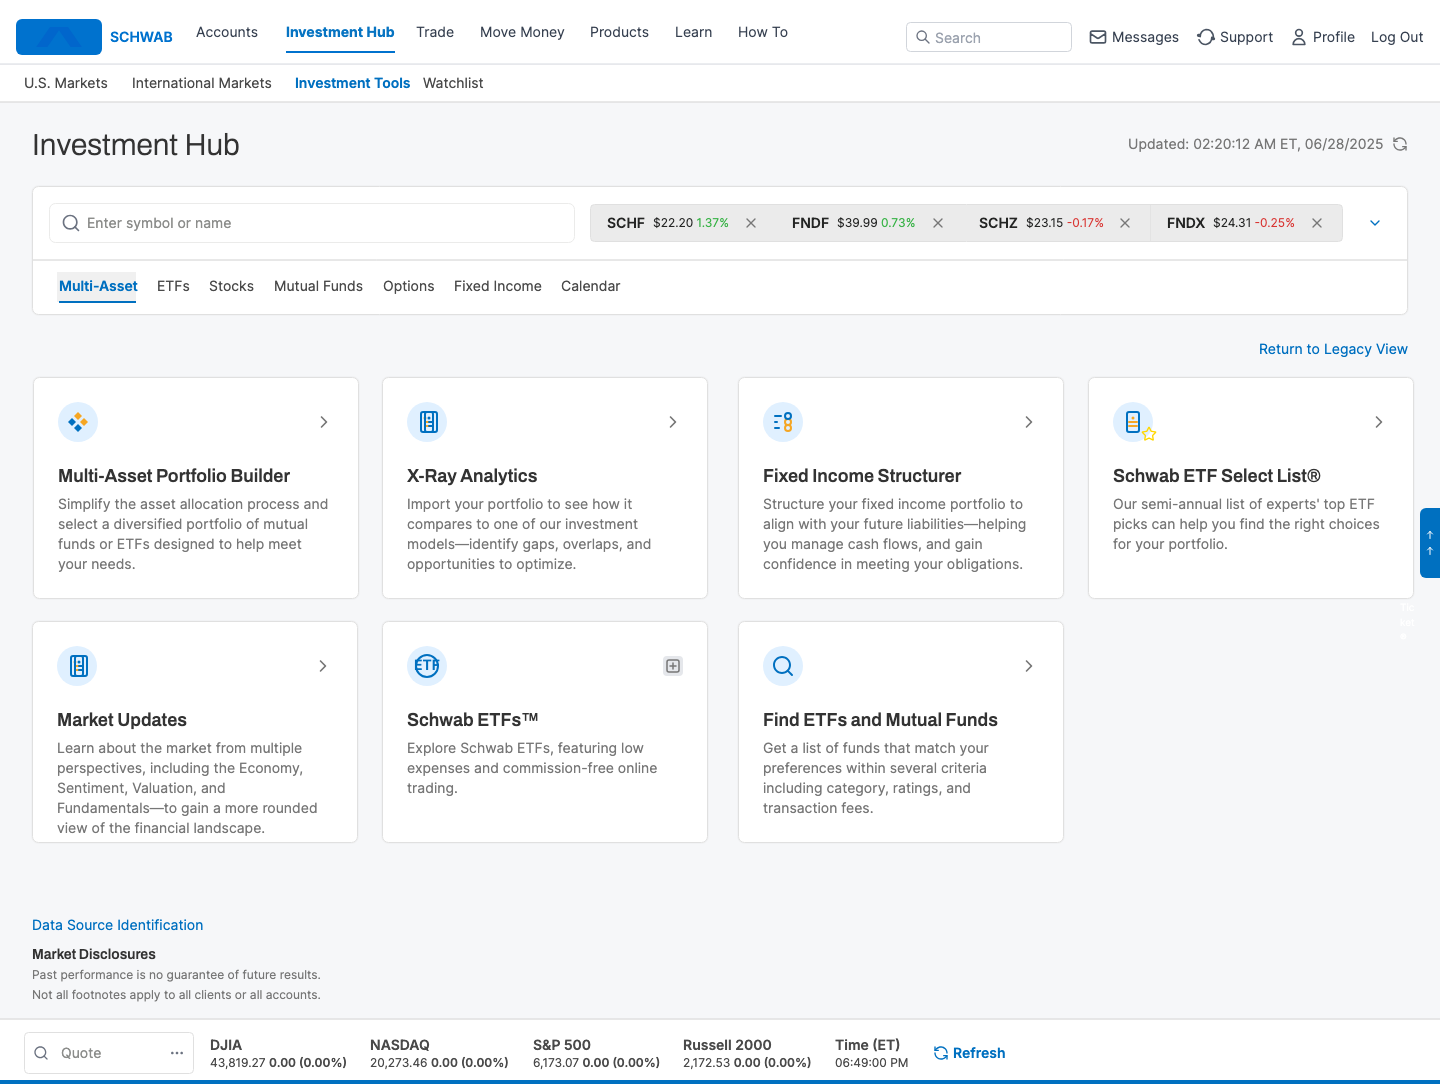 SCHWAB
Accounts
Investment Hub
Trade
Move Money
Products
Learn
How To
Search
Messages
Support
Profile
Log Out
U.S. Markets
International Markets
Investment Tools
Watchlist
Investment Hub
Updated: 02:20:12 AM ET, 06/28/2025
Enter symbol or name
SCHF $22.20 1.37%
FNDF $39.99 0.73%
SCHZ $23.15 -0.17%
FNDX $24.31 -0.25%
Multi-Asset
ETFs
Stocks
Mutual Funds
Options
Fixed Income
Calendar
Return to Legacy View
Multi-Asset Portfolio Builder
Simplify the asset allocation process and
select a diversified portfolio of mutual
funds or ETFs designed to help meet
your needs.
X-Ray Analytics
Import your portfolio to see how it
compares to one of our investment
models—identify gaps, overlaps, and
opportunities to optimize.
Fixed Income Structurer
Structure your fixed income portfolio to
align with your future liabilities—helping
you manage cash flows, and gain
confidence in meeting your obligations.
Schwab ETF Select List®
Our semi-annual list of experts' top ETF
picks can help you find the right choices
for your portfolio.
Market Updates
Learn about the market from multiple
perspectives, including the Economy,
Sentiment, Valuation, and
Fundamentals—to gain a more rounded
view of the financial landscape.
ETF
Schwab ETFs™
Explore Schwab ETFs, featuring low
expenses and commission-free online
trading.
Find ETFs and Mutual Funds
Get a list of funds that match your
preferences within several criteria
including category, ratings, and
transaction fees.
Data Source Identification
Market Disclosures
Past performance is no guarantee of future results.
Not all footnotes apply to all clients or all accounts.
Quote
DJIA
43,819.27 0.00 (0.00%)
NASDAQ
20,273.46 0.00 (0.00%)
S&P 500
6,173.07 0.00 (0.00%)
Russell 2000
2,172.53 0.00 (0.00%)
Time (ET)
06:49:00 PM
Refresh